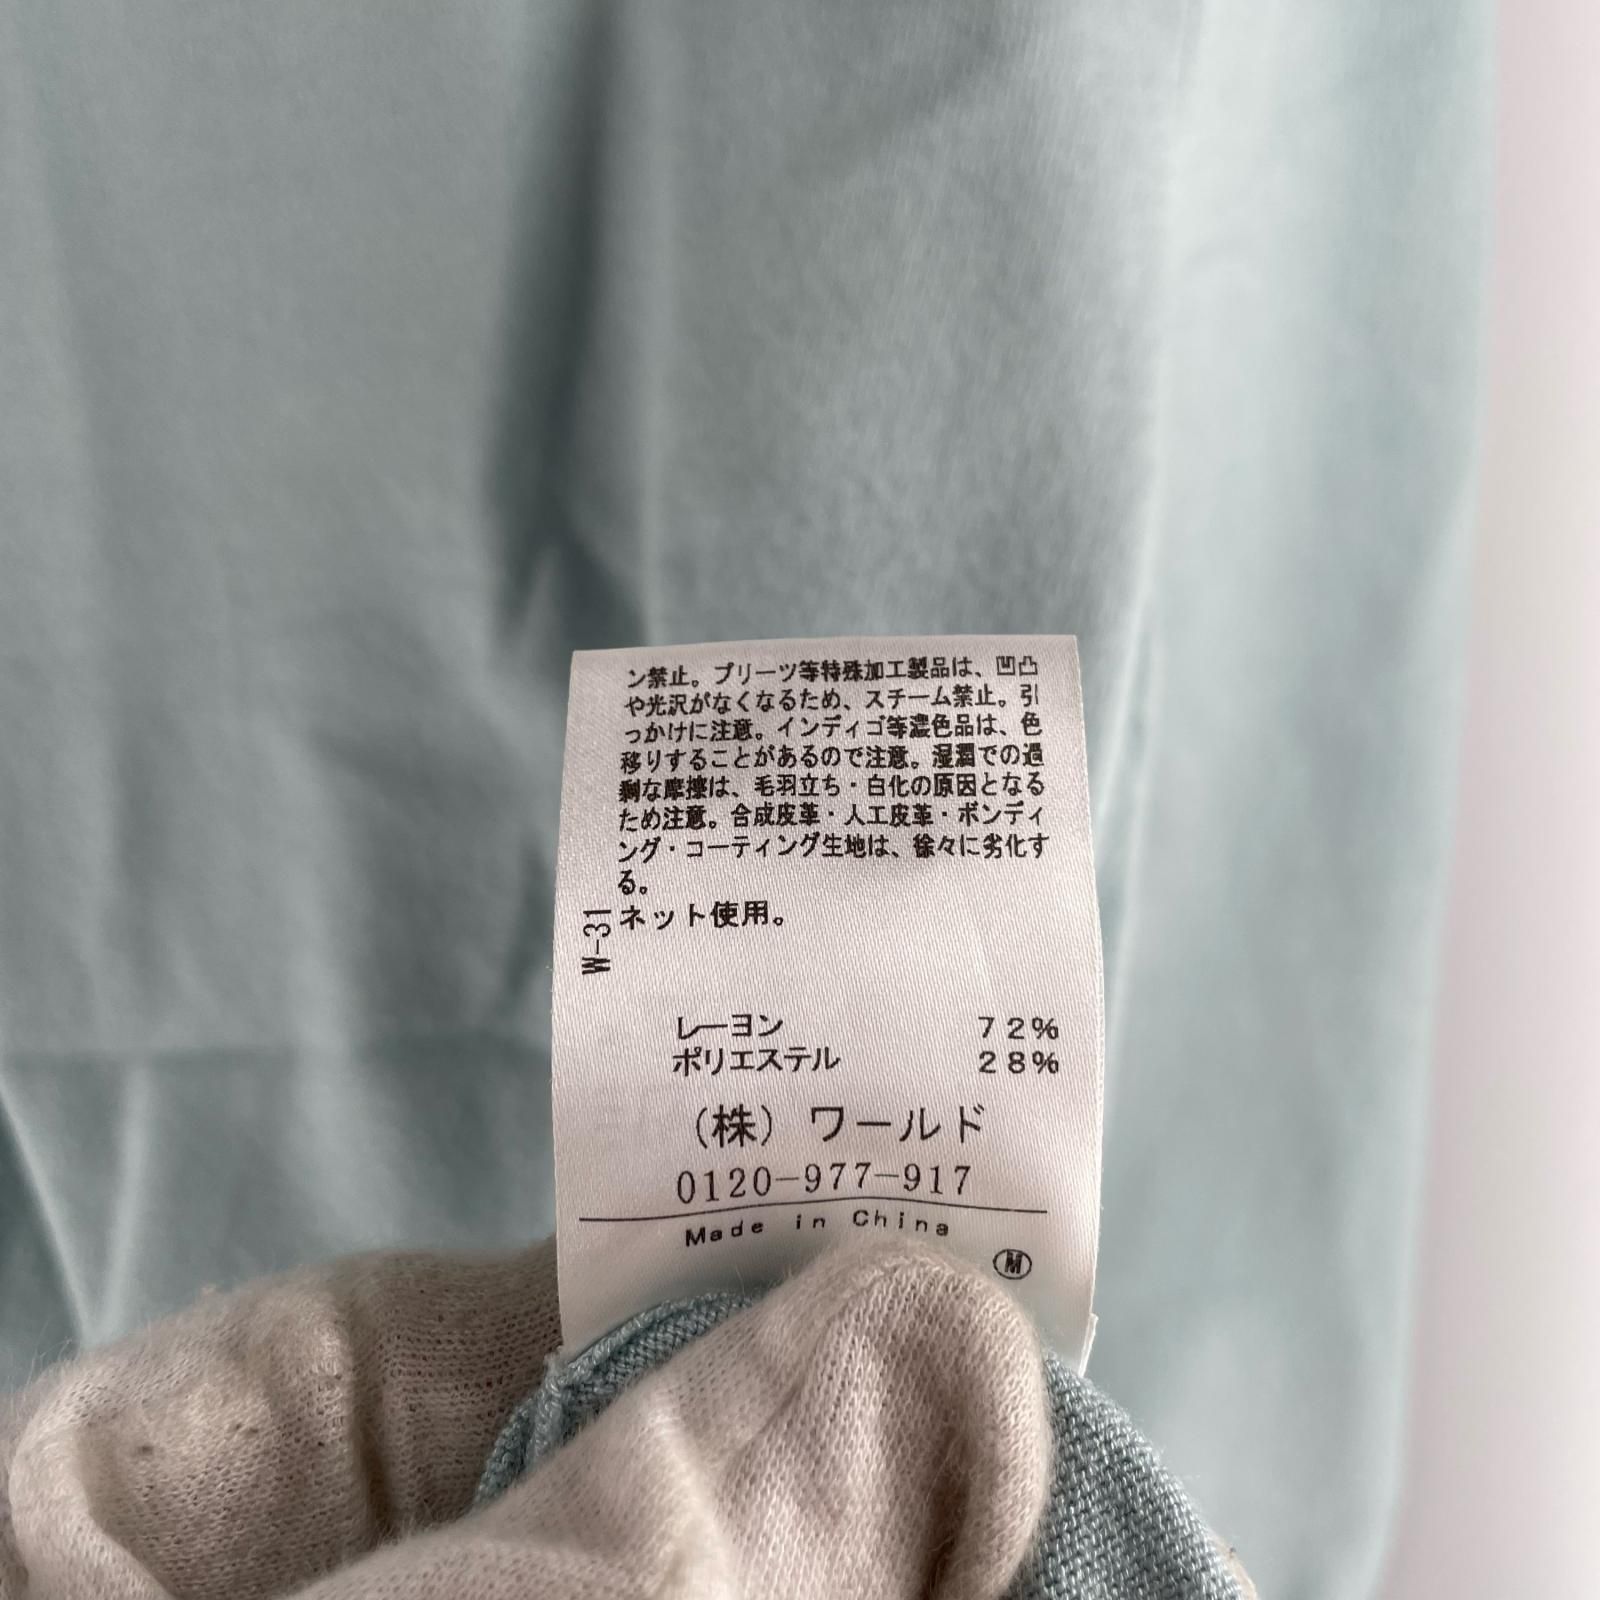 ン禁止。プリーツ等特殊加工製品は、凹凸
や光沢がなくなるため、スチーム禁止。引
っかけに注意。インディゴ等濃色品は、色
移りすることがあるので注意。湿潤での過
剰な摩擦は、毛羽立ち・白化の原因となる
ため注意。合成皮革・人工皮革・ボンディ
ング・コーティング生地は、徐々に劣化す
る。
ネット使用。
W-31
レーヨン 72%
ポリエステル 28%
(株) ワールド
0120-977-917
Made in China
M